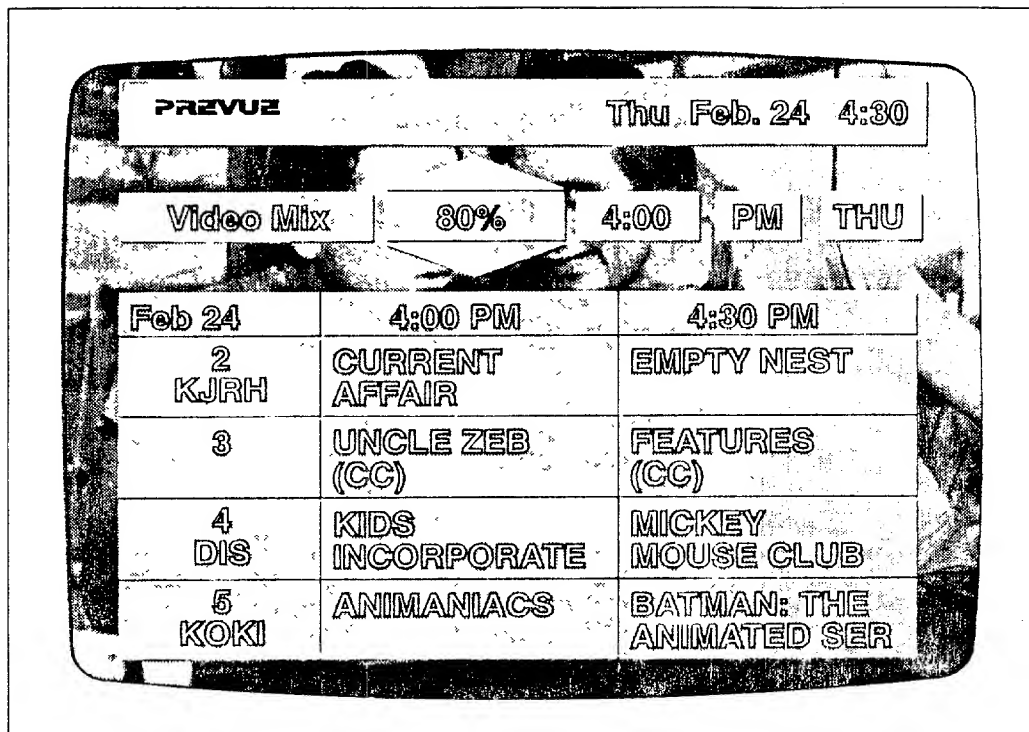 PREVUE Thu Feb. 24 4:30
Video Mix 80% 4:00 PM THU
Feb 24 4:00 PM 4:30 PM
2 CURRENT EMPTY NEST
KJRH AFFAIR
3 UNCLE ZEB FEATURES
(CC) (CC)
4 KIDS MICKEY
DIS INCORPORATE MOUSE CLUB
5 ANIMANIACS BATMAN: THE
KOKI ANIMATED SER